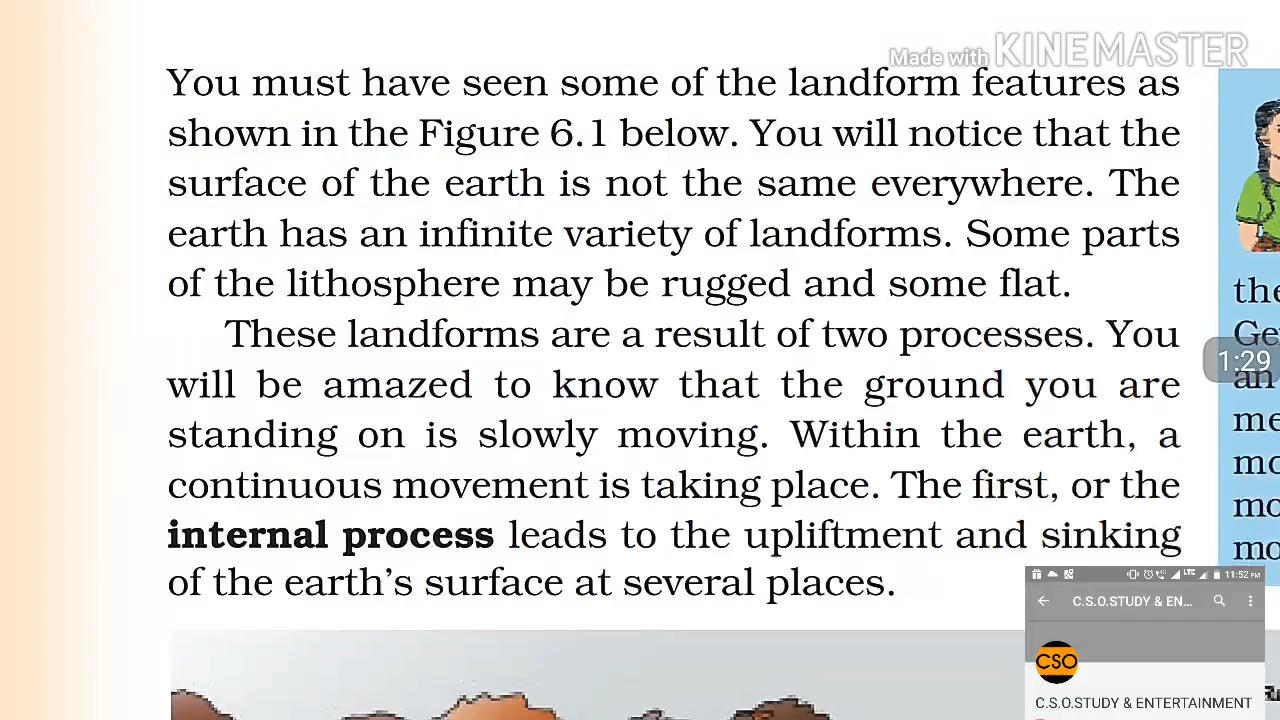 Made with KINEMASTER
You must have seen some of the landform features as
shown in the Figure 6.1 below. You will notice that the
surface of the earth is not the same everywhere. The
earth has an infinite variety of landforms. Some parts
of the lithosphere may be rugged and some flat.
These landforms are a result of two processes. You
will be amazed to know that the ground you are
standing on is slowly moving. Within the earth, a
continuous movement is taking place. The first, or the
internal process leads to the upliftment and sinking
of the earth's surface at several places.
1:29
an
LTE 11:52 PM
C.S.O.STUDY & EN...
CSO
C.S.O.STUDY & ENTERTAINMENT